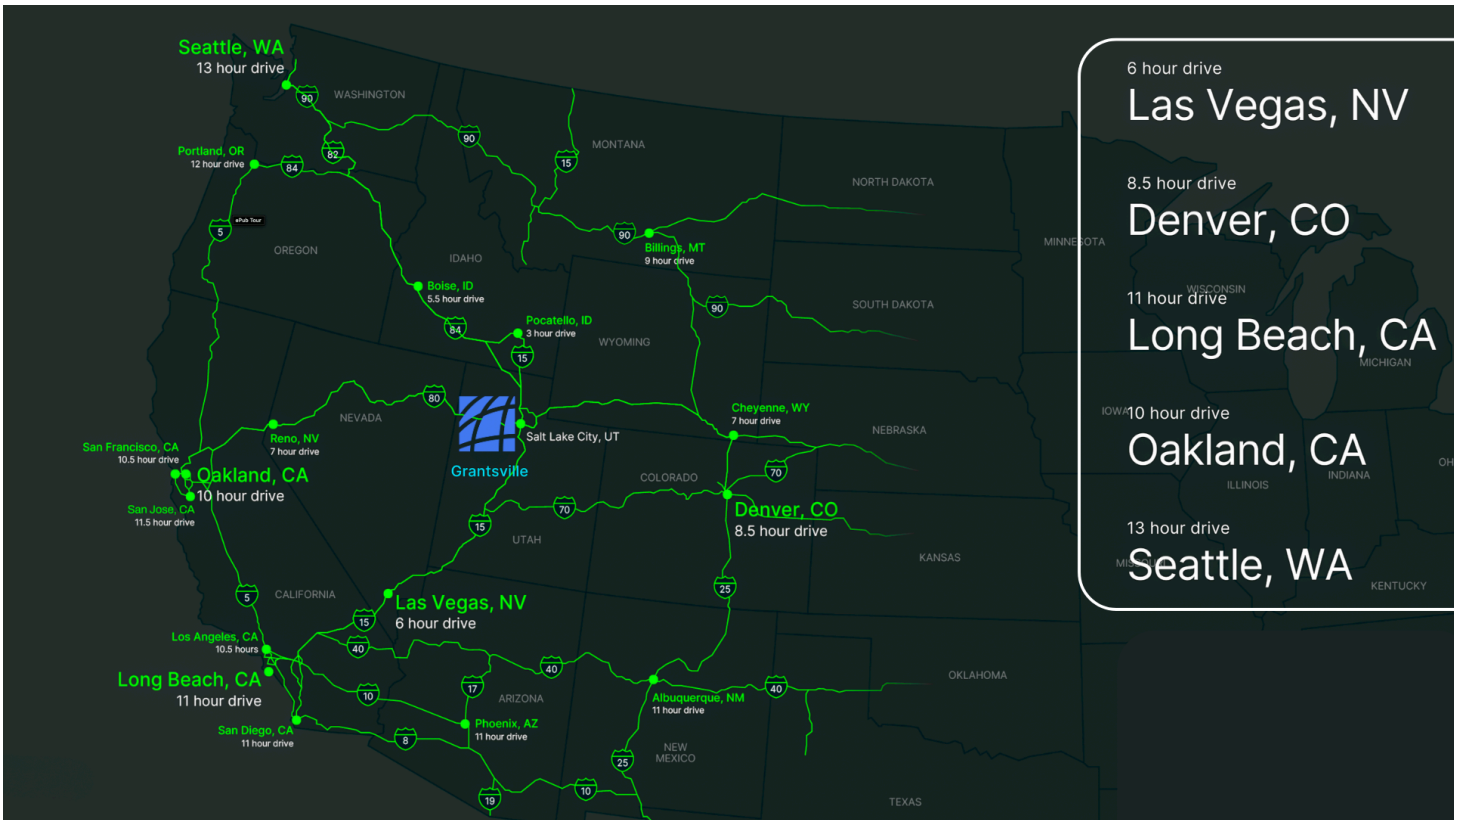 Seattle, WA
13 hour drive
90
WASHINGTON
Portland, OR
12 hour drive
84
82
90
15
MONTANA
NORTH DAKOTA
5
ePub Tour
OREGON
IDAHO
90
Billings, MT
9 hour drive
MINNESOTA
Boise, ID
5.5 hour drive
84
Pocatello, ID
3 hour drive
15
WYOMING
90
SOUTH DAKOTA
WISCONSIN
MICHIGAN
80
NEVADA
Reno, NV
7 hour drive
Salt Lake City, UT
Grantsville
Cheyenne, WY
7 hour drive
NEBRASKA
IOWA
San Francisco, CA
10.5 hour drive
Oakland, CA
10 hour drive
San Jose, CA
11.5 hour drive
COLORADO
70
70
Denver, CO
8.5 hour drive
15
UTAH
KANSAS
ILLINOIS
INDIANA
OH
KENTUCKY
5
CALIFORNIA
Las Vegas, NV
6 hour drive
15
25
Los Angeles, CA
10.5 hours
40
40
40
OKLAHOMA
Long Beach, CA
11 hour drive
10
17
ARIZONA
Albuquerque, NM
11 hour drive
San Diego, CA
11 hour drive
8
Phoenix, AZ
11 hour drive
NEW
MEXICO
25
19
10
TEXAS
6 hour drive
Las Vegas, NV
8.5 hour drive
Denver, CO
11 hour drive
Long Beach, CA
10 hour drive
Oakland, CA
13 hour drive
Seattle, WA